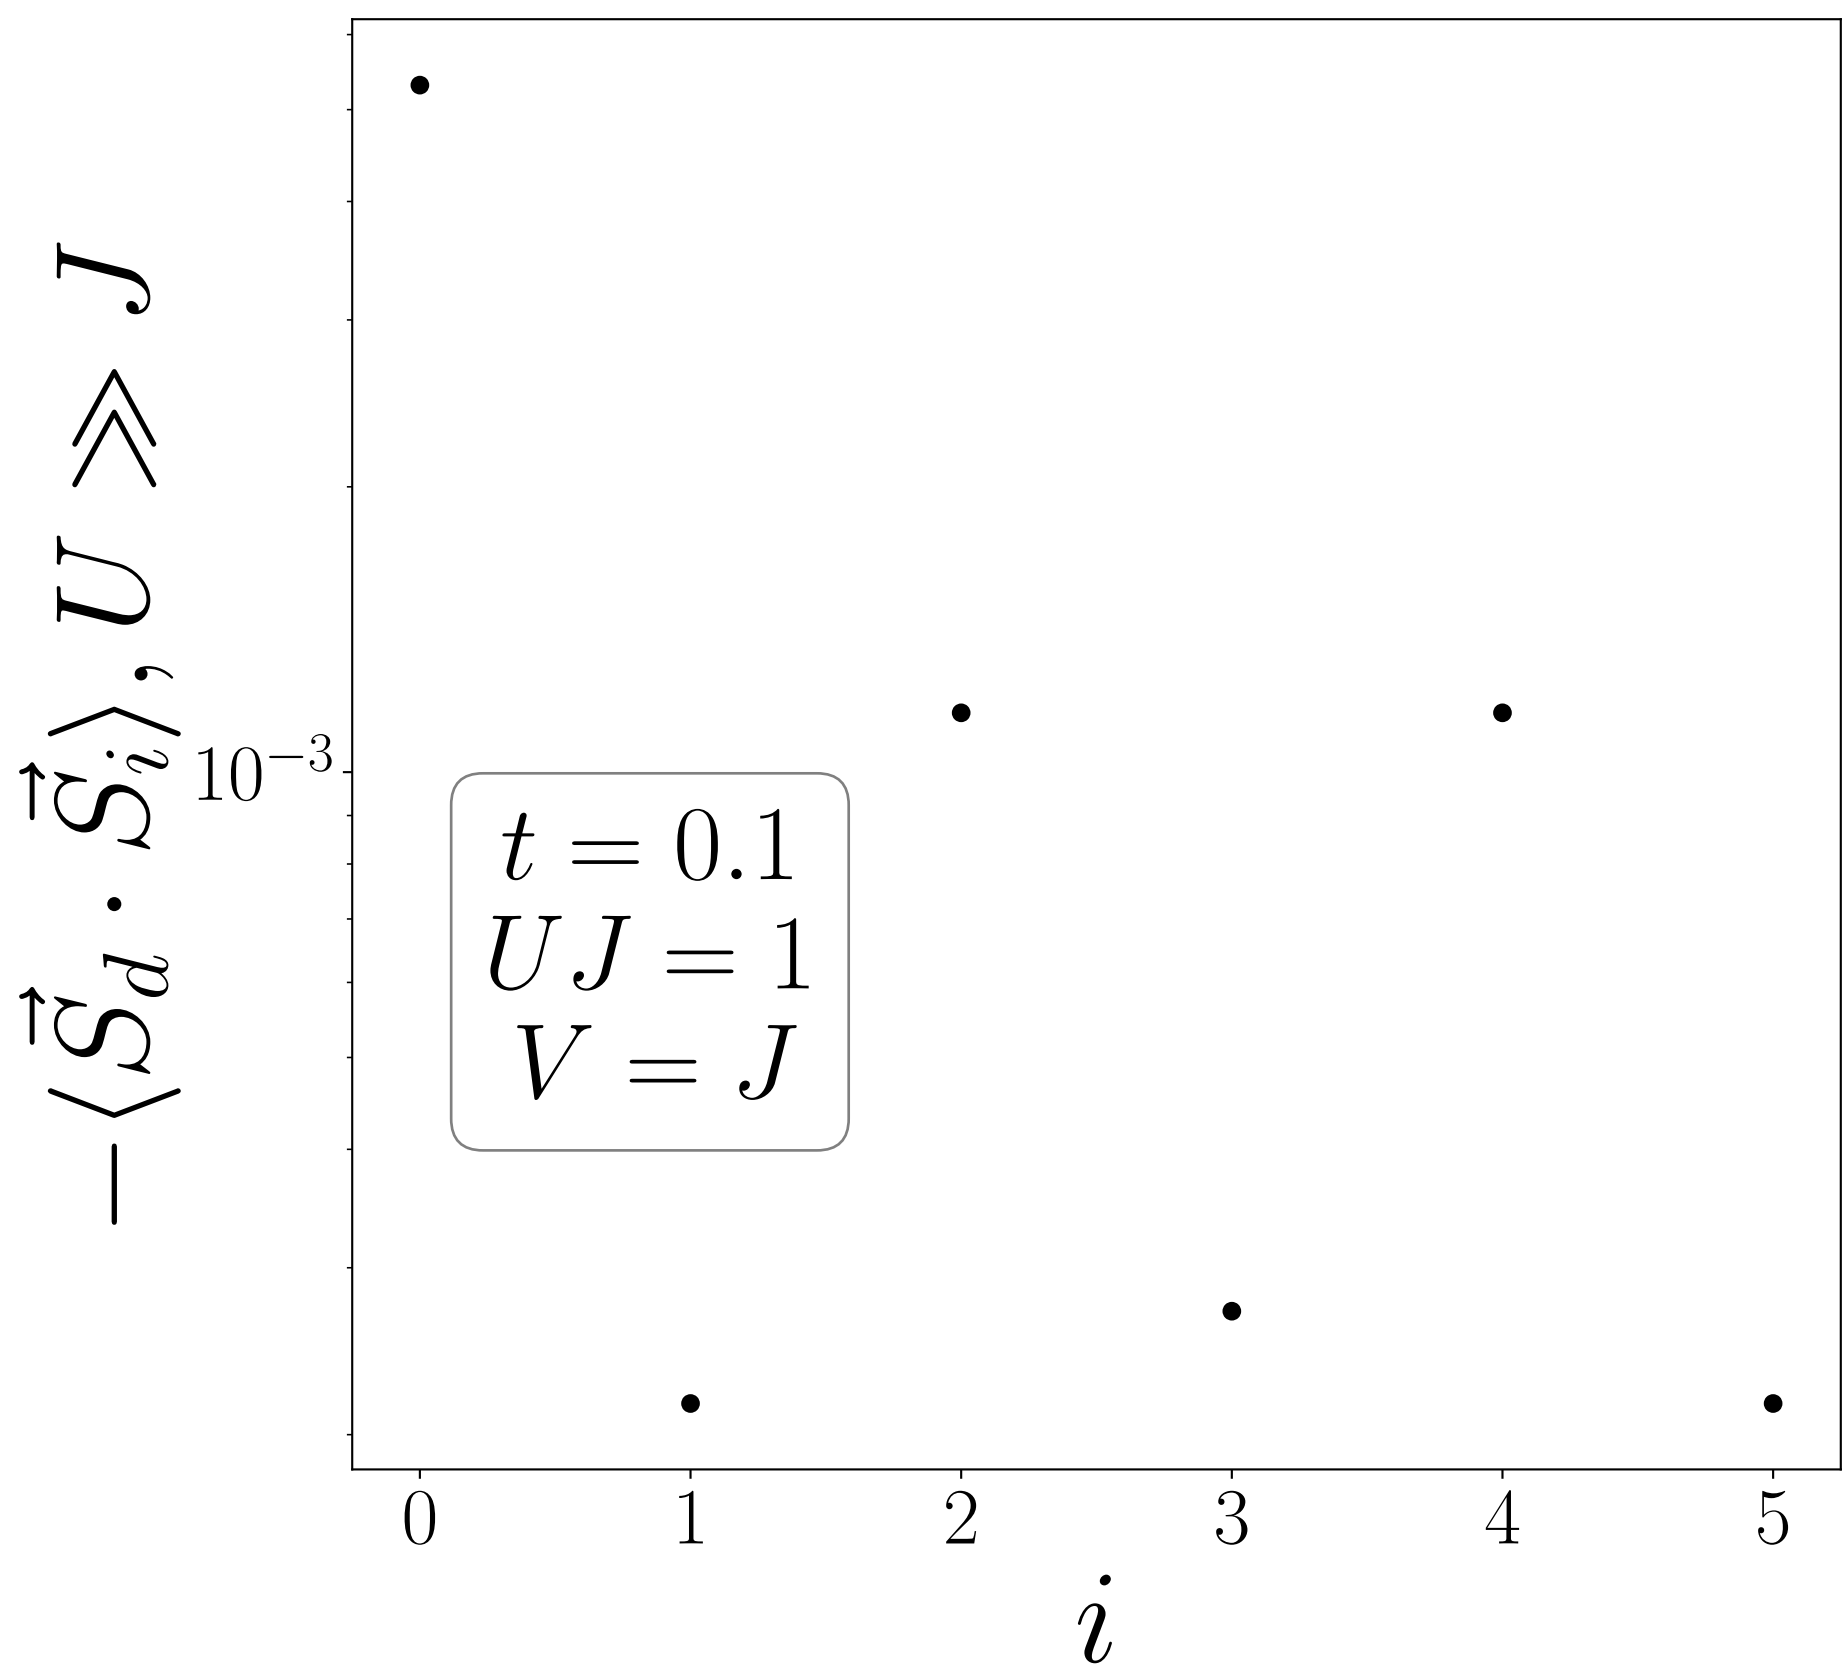 −⟨S⃗_d · S⃗_i⟩, U ≫ J
10⁻³
t = 0.1
UJ = 1
V = J
0 1 2 3 4 5
i